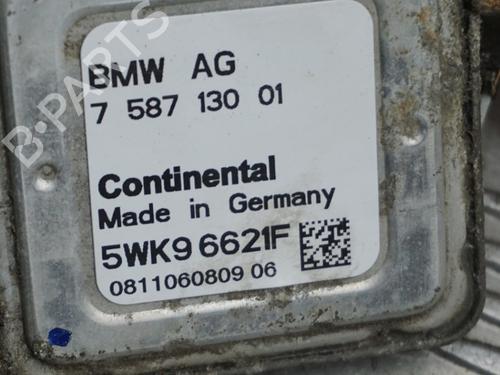 BMW AG
7 587 130 01
Continental
Made in Germany
5WK9 6621F
0811060809 06
B-PARTS